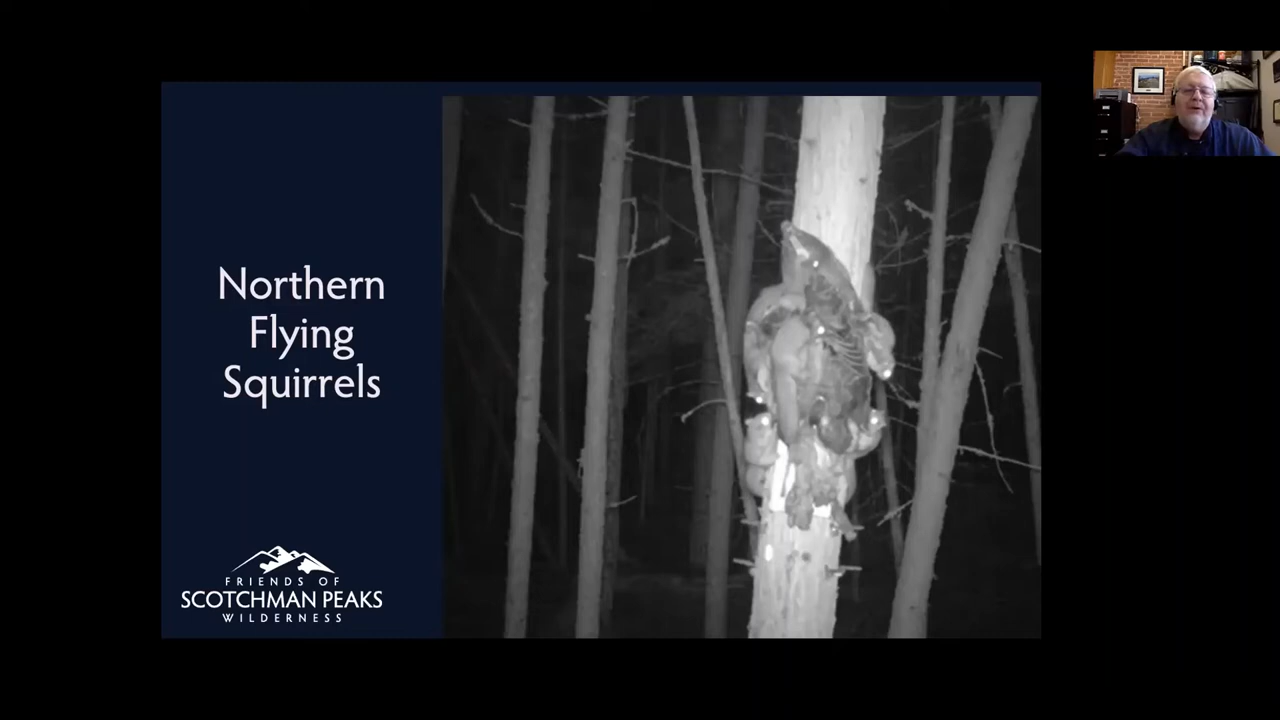 Northern
Flying
Squirrels
FRIENDS OF
SCOTCHMAN PEAKS
WILDERNESS